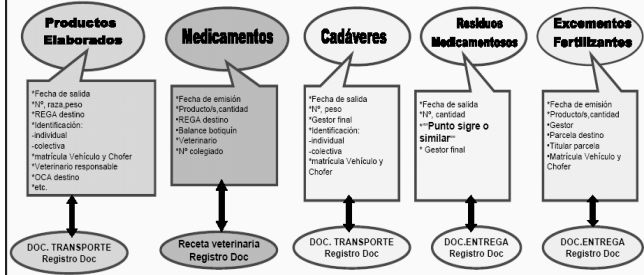 Productos
Elaborados
*Fecha de salida
*Nº, raza,peso
*REGA destino
*Identificación:
-individual
-colectiva
*matrícula Vehículo y Chofer
*Veterinario responsable
*OCA destino
*etc.
DOC. TRANSPORTE
Registro Doc
Medicamentos
*Fecha de emisión
*Producto/s,cantidad
*REGA destino
*Balance botiquín
*Veterinario
*Nº colegiado
Receta veterinaria
Registro Doc
Cadáveres
*Fecha de salida
*Nº, peso
*Gestor final
*Identificación:
-individual
-colectiva
*matrícula Vehículo y
Chofer
DOC. TRANSPORTE
Registro Doc
Residuos
Medicamentosos
*Fecha de salida
*Nº, cantidad
*""Punto sigre o
similar""
* Gestor final
DOC.ENTREGA
Registro Doc
Excementos
Fertilizantes
*Fecha de emisión
*Producto/s,cantidad
*Gestor
*Parcela destino
*Titular parcela
*Matrícula Vehículo y
Chofer
DOC.ENTREGA
Registro Doc